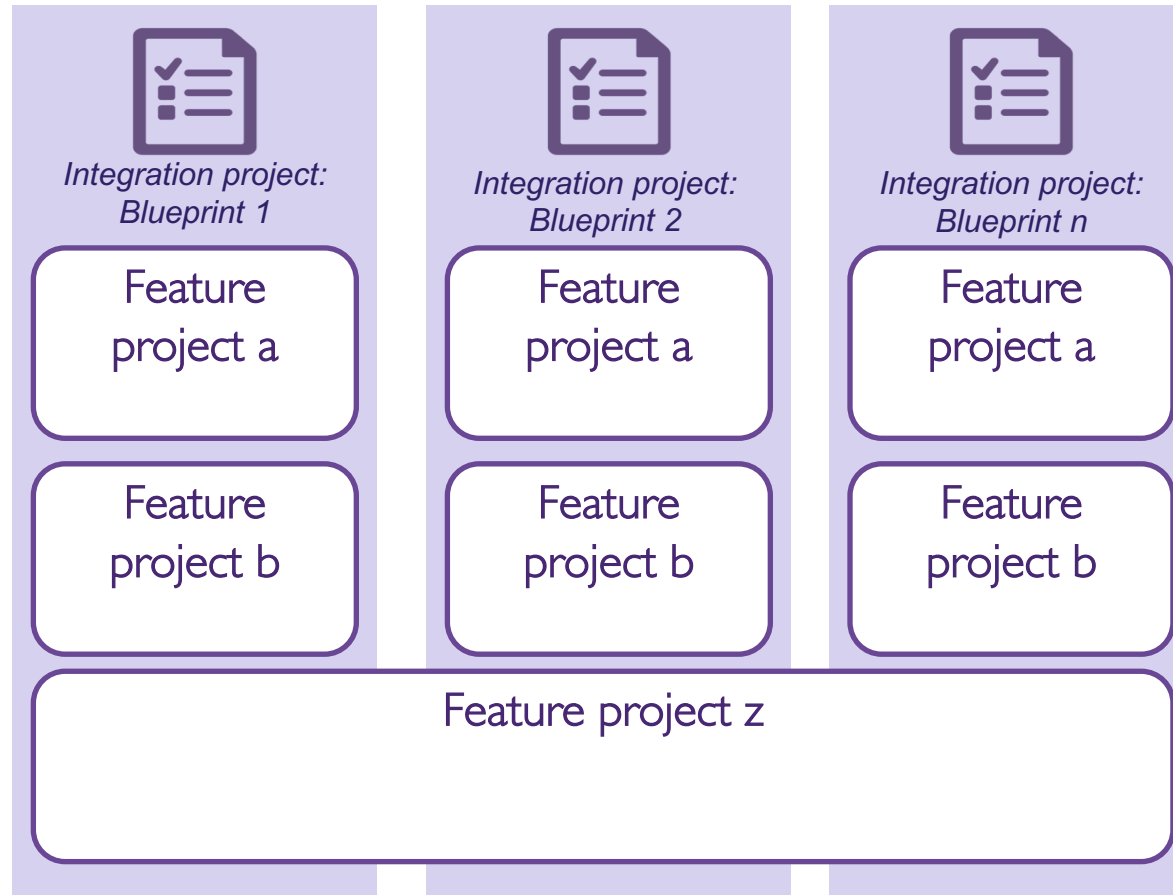 Integration project:
Blueprint 1
Integration project:
Blueprint 2
Integration project:
Blueprint n
Feature
project a
Feature
project a
Feature
project a
Feature
project b
Feature
project b
Feature
project b
Feature project z